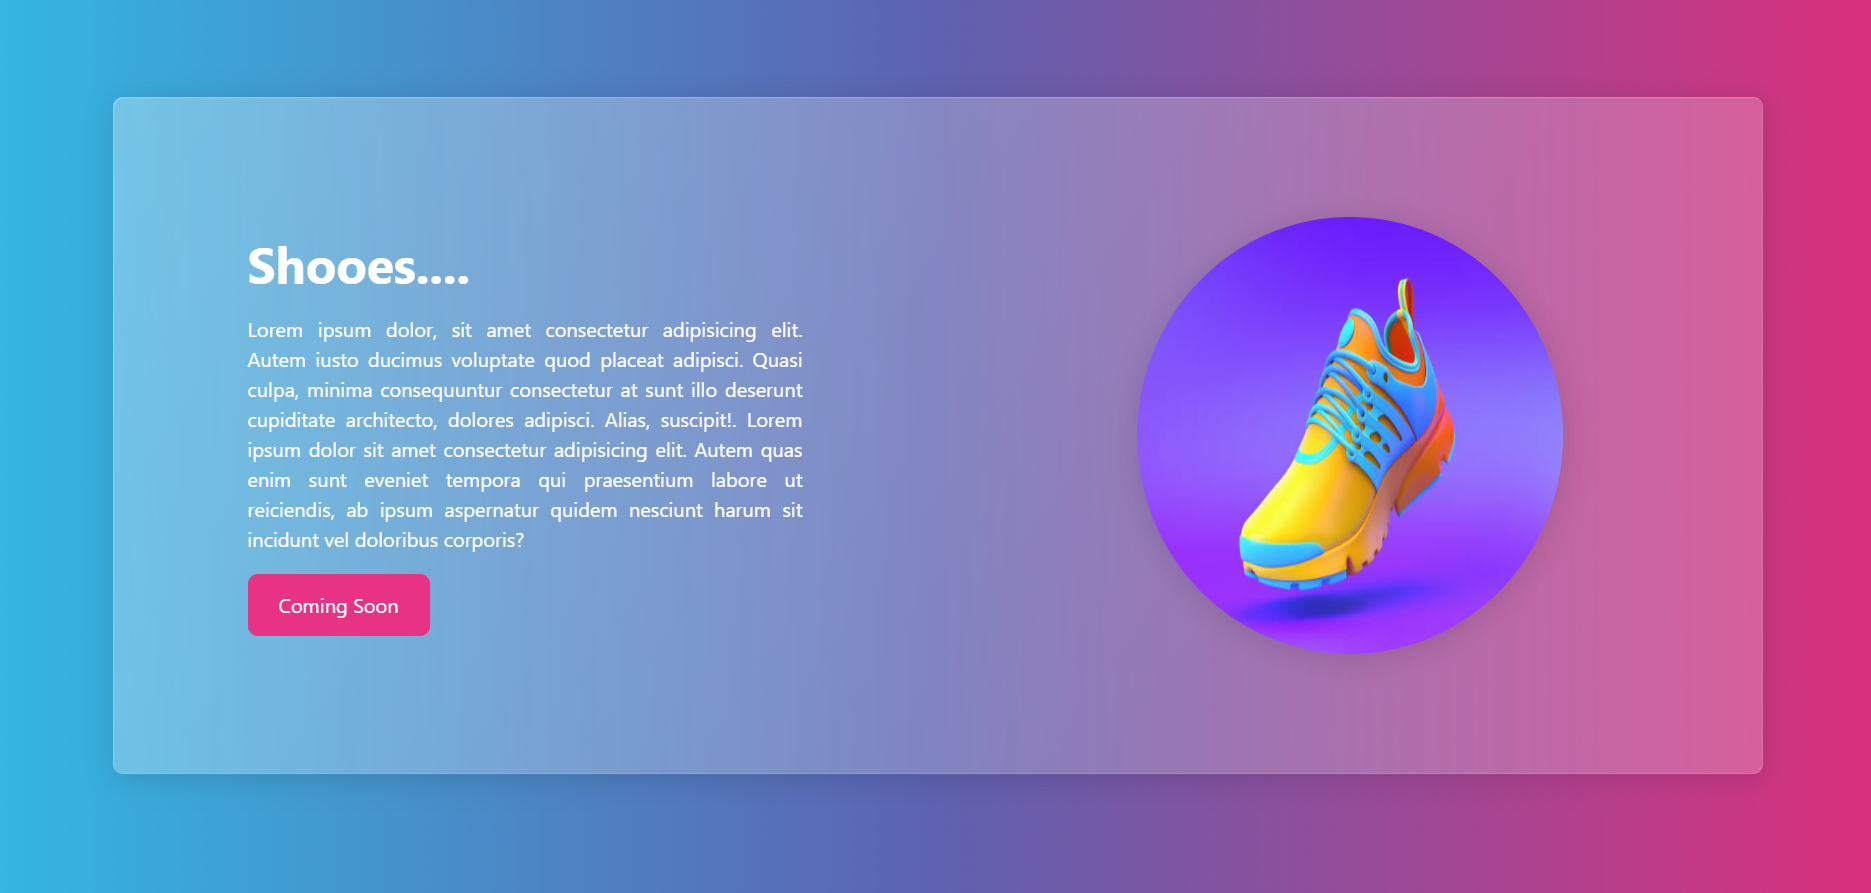 Shooes....
Lorem ipsum dolor, sit amet consectetur adipisicing elit.
Autem iusto ducimus voluptate quod placeat adipisci. Quasi
culpa, minima consequuntur consectetur at sunt illo deserunt
cupiditate architecto, dolores adipisci. Alias, suscipit!. Lorem
ipsum dolor sit amet consectetur adipisicing elit. Autem quas
enim sunt eveniet tempora qui praesentium labore ut
reiciendis, ab ipsum aspernatur quidem nesciunt harum sit
incidunt vel doloribus corporis?
Coming Soon